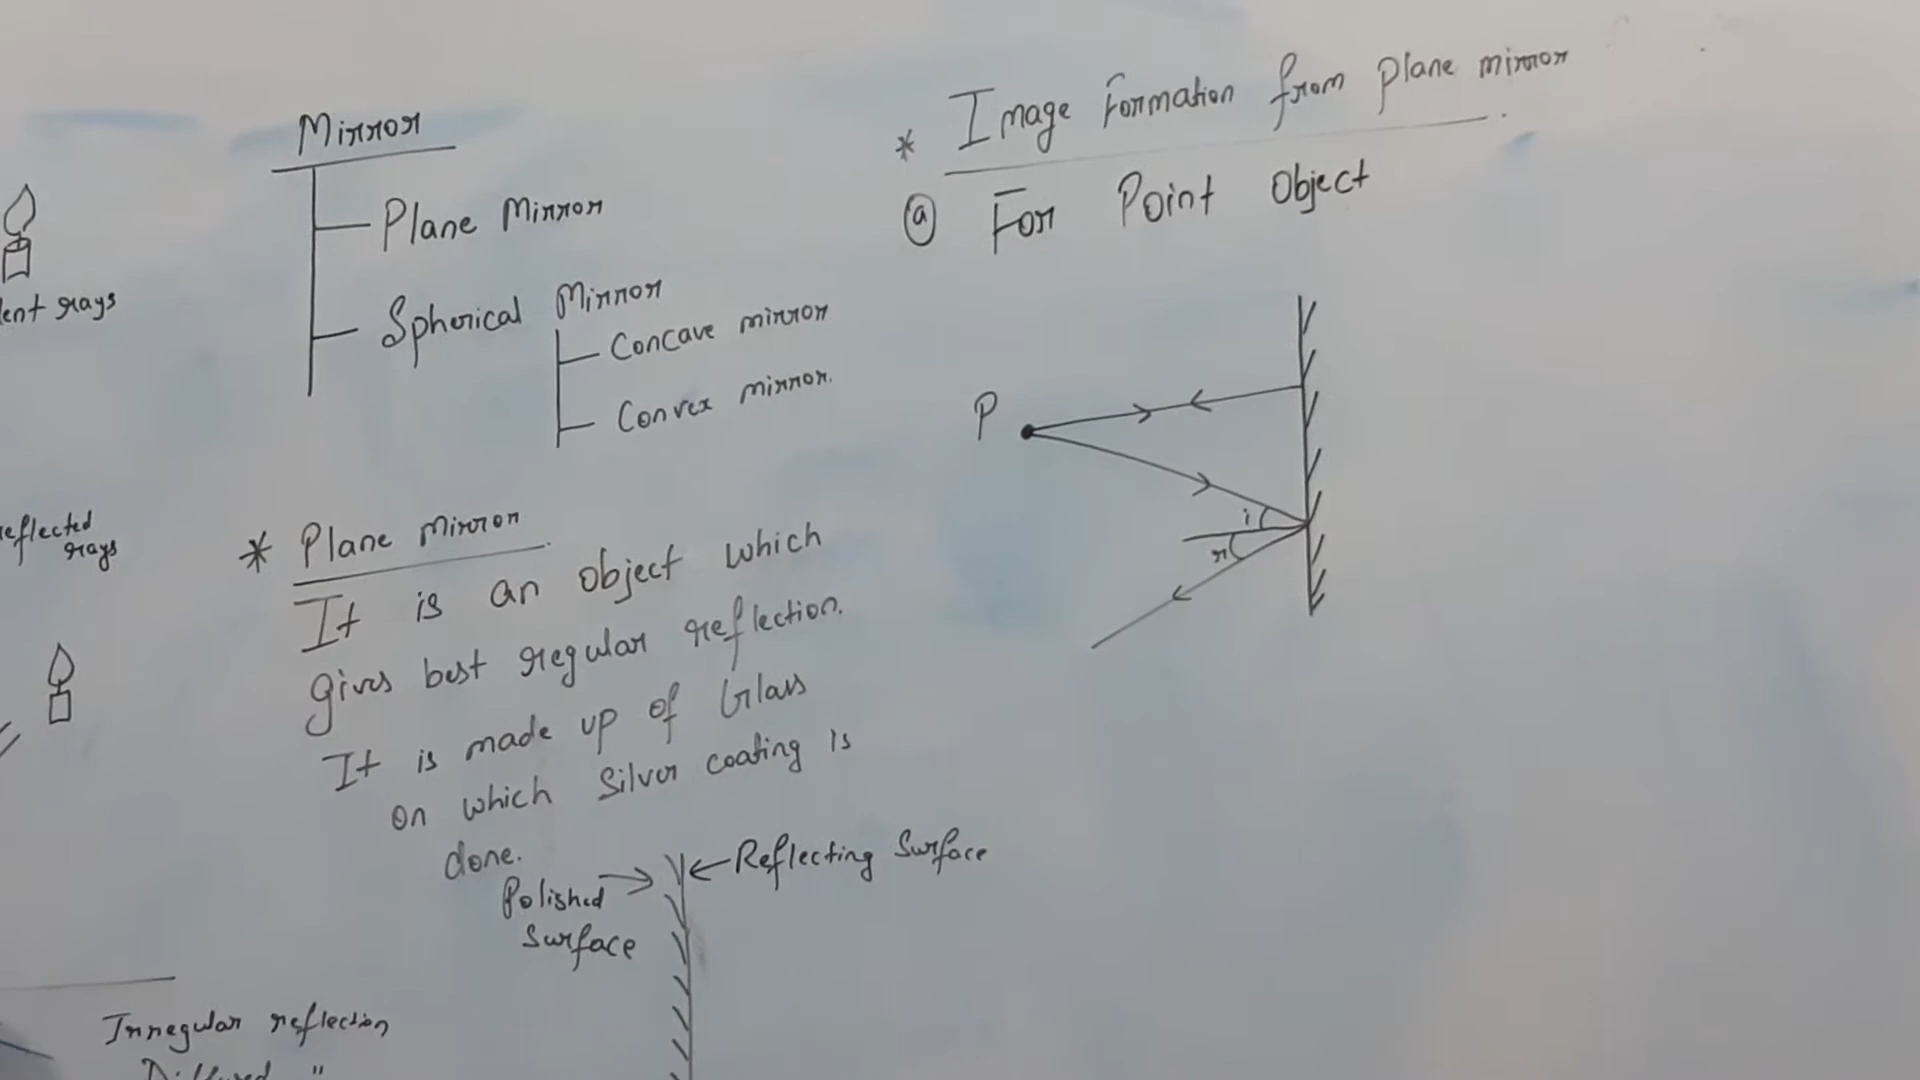 Mirror
Plane Mirror
Spherical Mirror
Concave mirror
Convex mirror.
* Plane mirror
It is an object which
gives best regular reflection.
It is made up of Glass
on which Silver coating is
done.
Polished
Surface
Reflecting Surface
* Image Formation from Plane mirror
(a) For Point Object
P
i
r
rays
reflected
rays
Irregular reflection
"